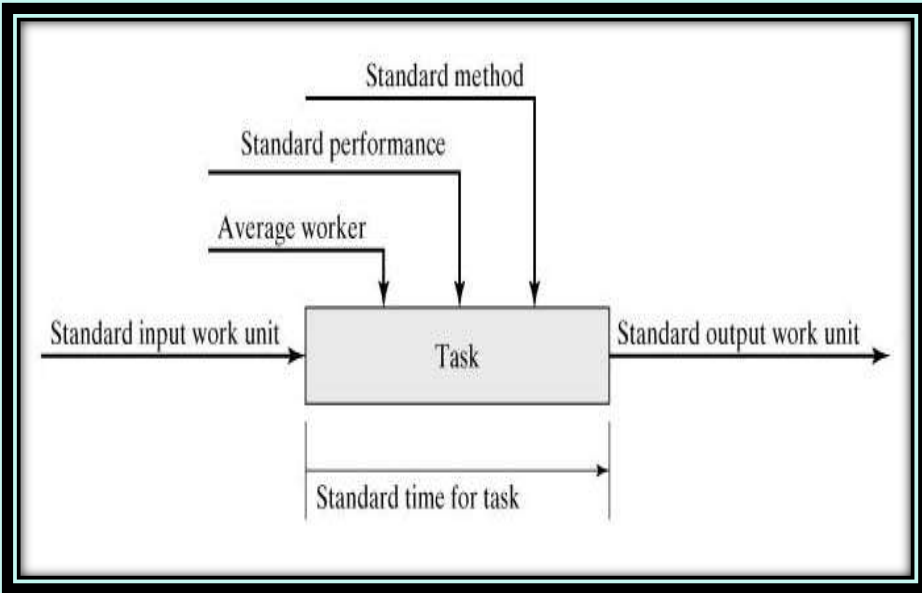 Standard method
Standard performance
Average worker
Standard input work unit
Task
Standard output work unit
Standard time for task